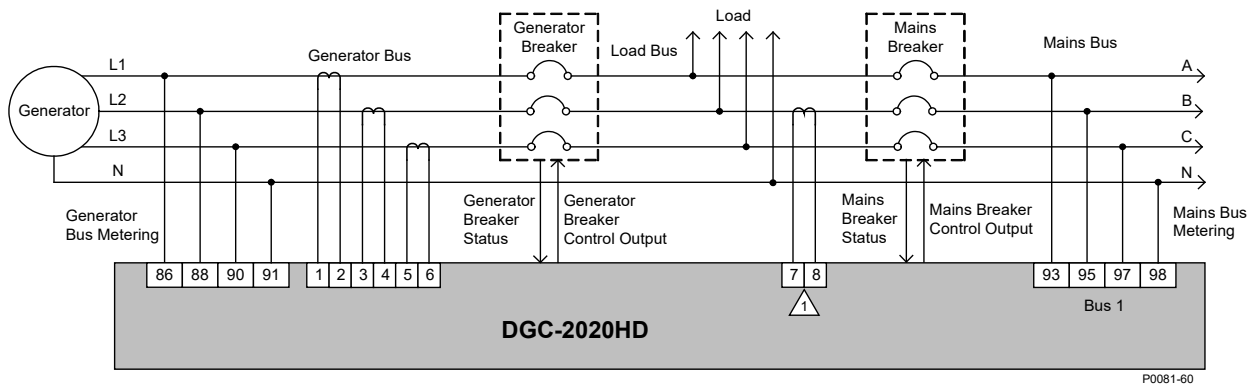 Load
Generator
Breaker
Mains
Breaker
Load Bus
Mains Bus
Generator Bus
L1
A
Generator
L2
B
L3
C
N
N
Generator
Bus Metering
Generator
Breaker
Status
Generator
Breaker
Control Output
Mains
Breaker
Status
Mains Breaker
Control Output
Mains Bus
Metering
86 88 90 91 1 2 3 4 5 6 7 8 93 95 97 98
1
Bus 1
DGC-2020HD
P0081-60